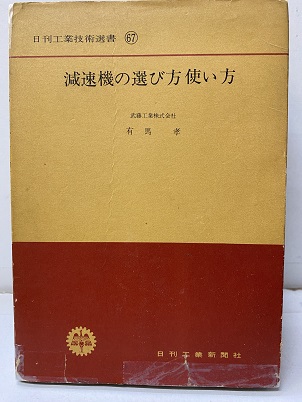 日刊工業技術選書 67
減速機の選び方使い方
武藤工業株式会社
有馬 孝
日刊工業新聞社